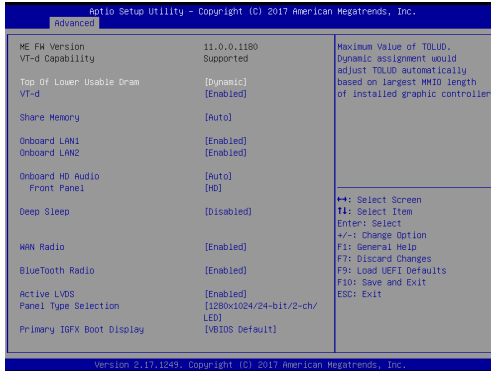 Aptio Setup Utility – Copyright (C) 2017 American Megatrends, Inc.
Advanced
ME FW Version 11.0.0.1180
VT-d Capability Supported
Top Of Lower Usable Dram [Dynamic]
VT-d [Enabled]
Share Memory [Auto]
Onboard LAN1 [Enabled]
Onboard LAN2 [Enabled]
Onboard HD Audio [Auto]
Front Panel [HD]
Deep Sleep [Disabled]
WAN Radio [Enabled]
BlueTooth Radio [Enabled]
Active LVDS [Enabled]
Panel Type Selection [1280x1024/24-bit/2-ch/
LED]
Primary IGFX Boot Display [VBIOS Default]
Maximum Value of TOLUD.
Dynamic assignment would
adjust TOLUD automatically
based on largest MMIO length
of installed graphic controller
↔: Select Screen
↑↓: Select Item
Enter: Select
+/-: Change Option
F1: General Help
F7: Discard Changes
F9: Load UEFI Defaults
F10: Save and Exit
ESC: Exit
Version 2.17.1249. Copyright (C) 2017 American Megatrends, Inc.